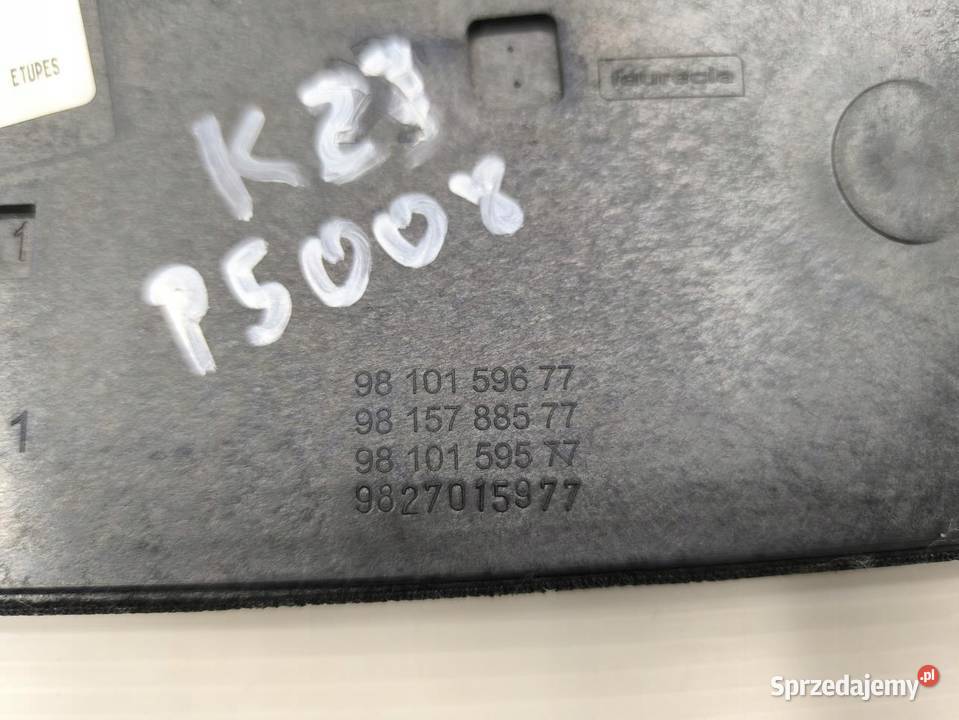 ETUPES
faurecia
K23
P5008
1
98 101 596 77
98 157 885 77
1
98 101 595 77
9827015977
Sprzedajemy.pl